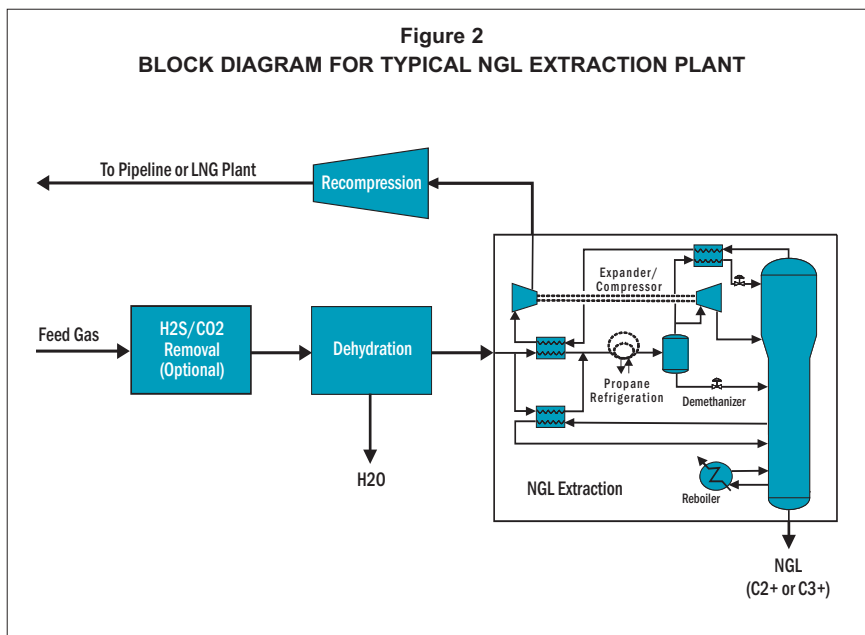 Figure 2
BLOCK DIAGRAM FOR TYPICAL NGL EXTRACTION PLANT
To Pipeline or LNG Plant
Recompression
Expander/
Compressor
Feed Gas
H2S/CO2
Removal
(Optional)
Dehydration
Propane
Refrigeration
Demethanizer
H2O
NGL Extraction
Reboiler
NGL
(C2+ or C3+)